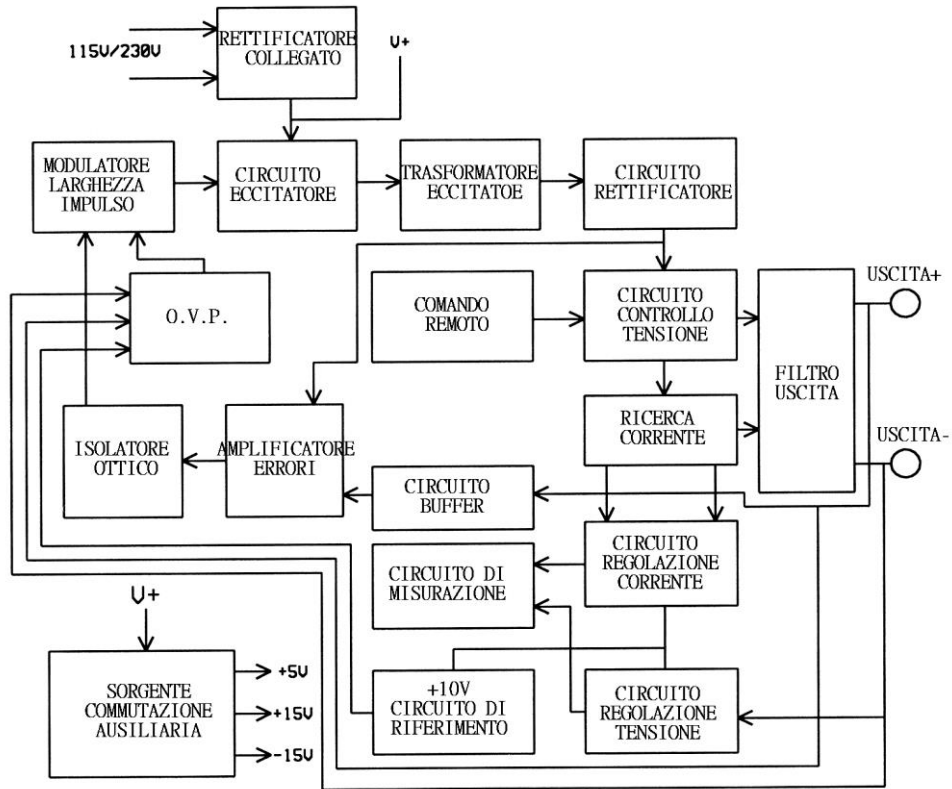 115V/230V
RETTIFICATORE
COLLEGATO
V+
MODULATORE
LARGHEZZA
IMPULSO
CIRCUITO
ECCITATORE
TRASFORMATORE
ECCITATOE
CIRCUITO
RETTIFICATORE
O.V.P.
COMANDO
REMOTO
CIRCUITO
CONTROLLO
TENSIONE
FILTRO
USCITA
USCITA+
USCITA-
ISOLATORE
OTTICO
AMPLIFICATORE
ERRORI
CIRCUITO
BUFFER
RICERCA
CORRENTE
CIRCUITO DI
MISURAZIONE
CIRCUITO
REGOLAZIONE
CORRENTE
V+
SORGENTE
COMMUTAZIONE
AUSILIARIA
+5V
+15V
-15V
+10V
CIRCUITO DI
RIFERIMENTO
CIRCUITO
REGOLAZIONE
TENSIONE